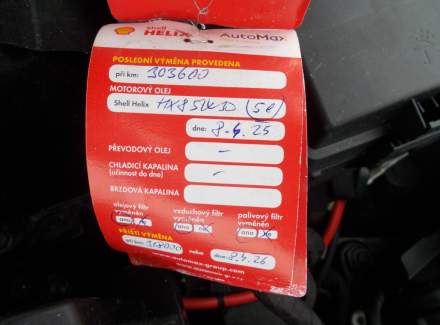 Shell
HELIX AutoMax
POSLEDNÍ VÝMĚNA PROVEDENA
při km: 303600
MOTOROVÝ OLEJ
Shell Helix HX8 5W30 (5l)
dne: 8.4.25
PŘEVODOVÝ OLEJ -
CHLADICÍ KAPALINA
(účinnost do dne) -
BRZDOVÁ KAPALINA
olejový filtr vzduchový filtr palivový filtr
vyměněn vyměněn vyměněn
ano ne ano ne ano ne
PŘÍŠTÍ VÝMĚNA
při km: nebo dne: 8.4.26
www.automax-group.com